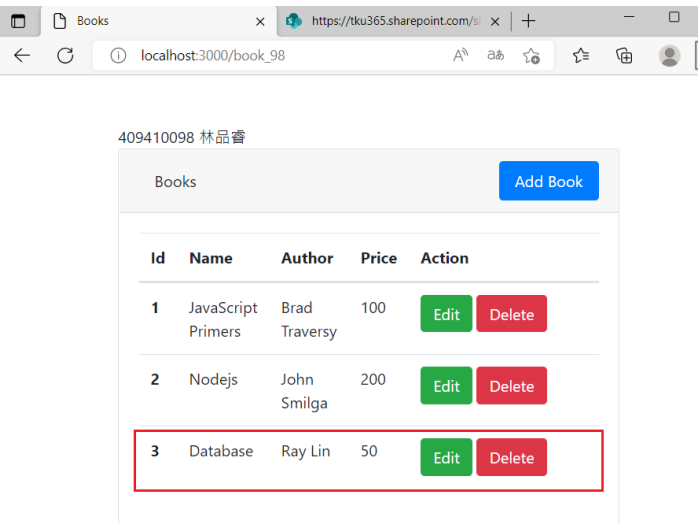 Books
https://tku365.sharepoint.com/si
localhost:3000/book_98
409410098 林品睿
Books
Add Book
Id Name Author Price Action
1 JavaScript Primers Brad Traversy 100 Edit Delete
2 Nodejs John Smilga 200 Edit Delete
3 Database Ray Lin 50 Edit Delete